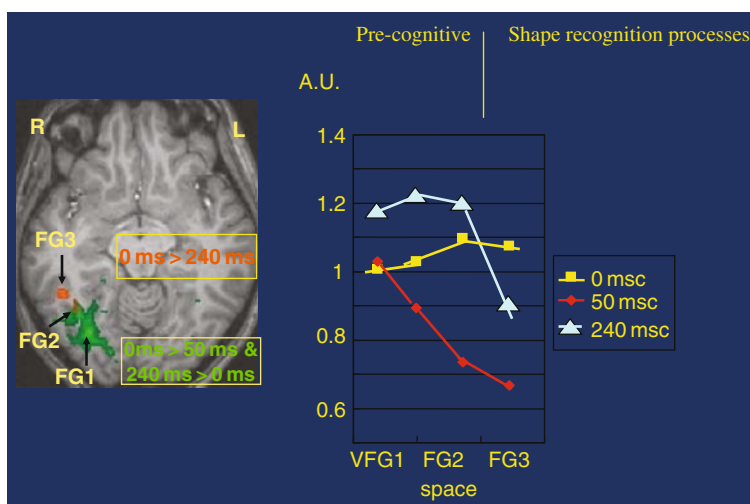 Pre-cognitive
Shape recognition processes
A.U.
R
L
FG3
0 ms > 240 ms
FG2
FG1
0ms > 50 ms &
240 ms > 0 ms
1.4
1.2
1
0.8
0.6
VFG1 FG2 FG3
space
0 msc
50 msc
240 msc